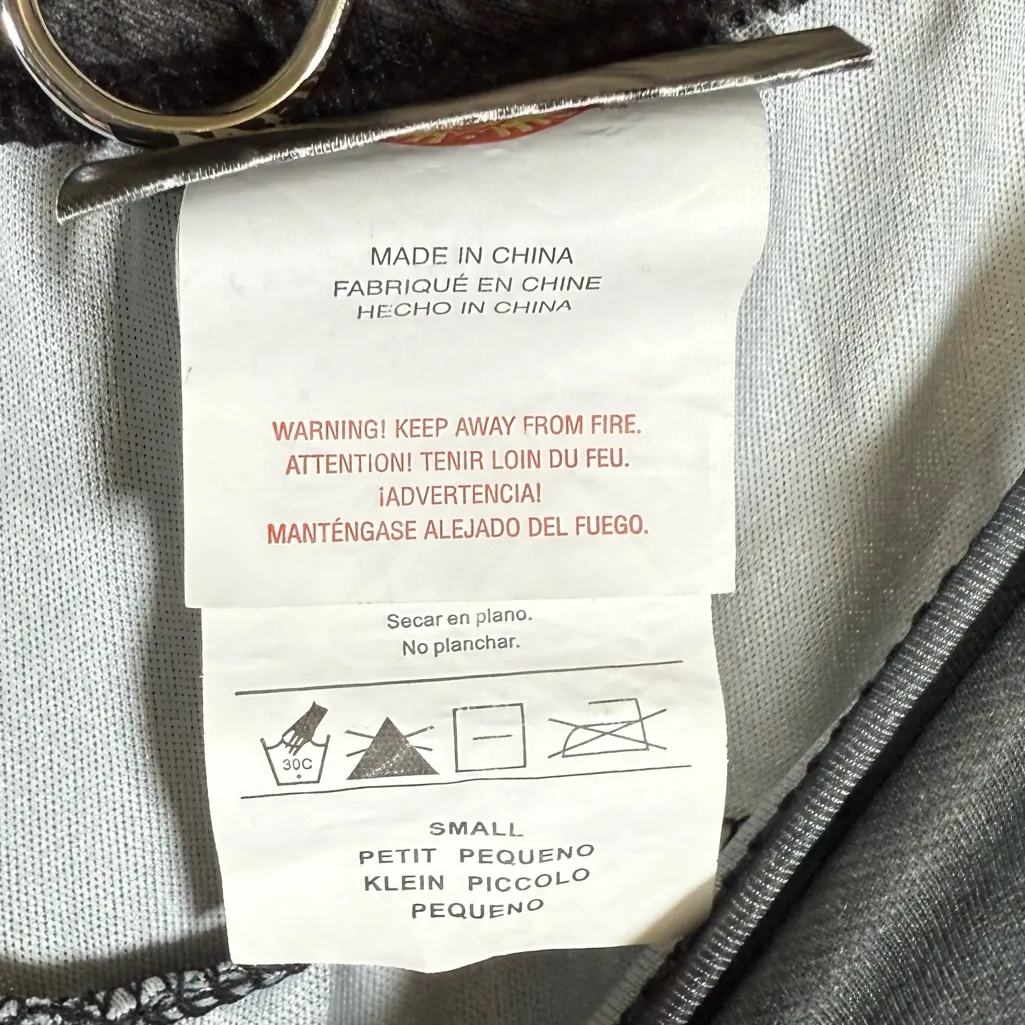 MADE IN CHINA
FABRIQUÉ EN CHINE
HECHO IN CHINA
WARNING! KEEP AWAY FROM FIRE.
ATTENTION! TENIR LOIN DU FEU.
¡ADVERTENCIA!
MANTÉNGASE ALEJADO DEL FUEGO.
Secar en plano.
No planchar.
30C
SMALL
PETIT PEQUENO
KLEIN PICCOLO
PEQUENO